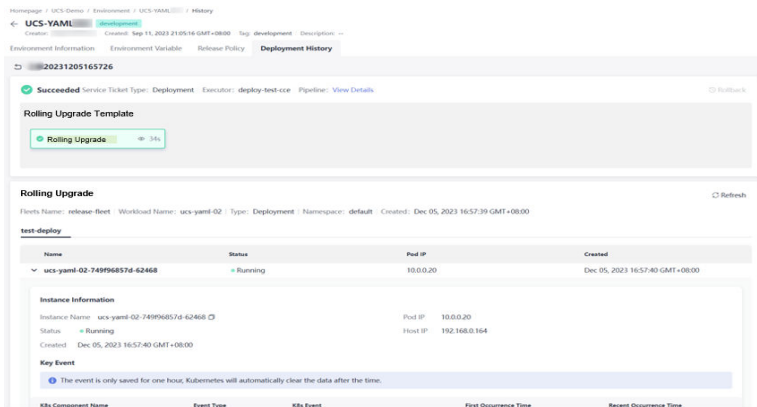 Homepage / UCS-Demo / Environment / UCS-YAML / History
UCS-YAML development
Creator: Created: Sep 11, 2023 21:05:16 GMT+08:00 Tag: development Description: --
Environment Information Environment Variable Release Policy Deployment History
20231205165726
Succeeded Service Ticket Type: Deployment Executor: deploy-test-cce Pipeline: View Details Rollback
Rolling Upgrade Template
Rolling Upgrade 34s
Rolling Upgrade Refresh
Fleets Name: release-fleet Workload Name: ucs-yaml-02 Type: Deployment Namespace: default Created: Dec 05, 2023 16:57:39 GMT+08:00
test-deploy
Name Status Pod IP Created
ucs-yaml-02-749f96857d-62468 Running 10.0.0.20 Dec 05, 2023 16:57:40 GMT+08:00
Instance Information
Instance Name ucs-yaml-02-749f96857d-62468 Pod IP 10.0.0.20
Status Running Host IP 192.168.0.164
Created Dec 05, 2023 16:57:40 GMT+08:00
Key Event
The event is only saved for one hour, Kubernetes will automatically clear the data after the time.
K8s Component Name Event Type K8s Event First Occurrence Time Recent Occurrence Time